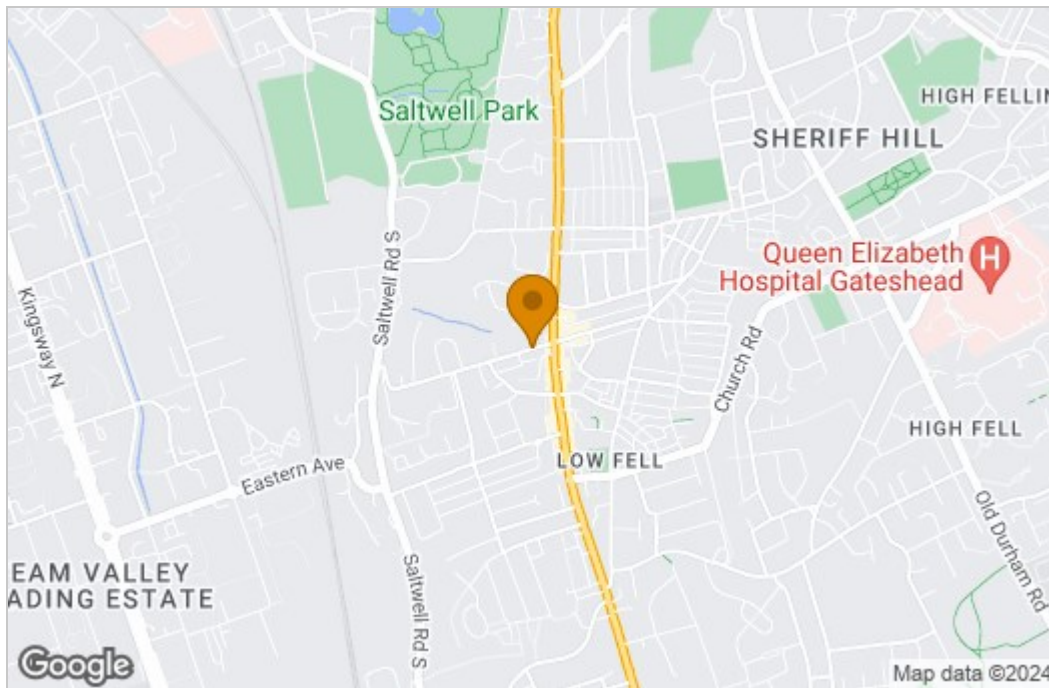 Saltwell Park
HIGH FELLIN
SHERIFF HILL
Queen Elizabeth
Hospital Gateshead
H
Saltwell Rd S
Kingsway N
Church Rd
HIGH FELL
LOW FELL
Eastern Ave
Old Durham Rd
EAM VALLEY
ADING ESTATE
Saltwell Rd S
Google
Map data ©2024